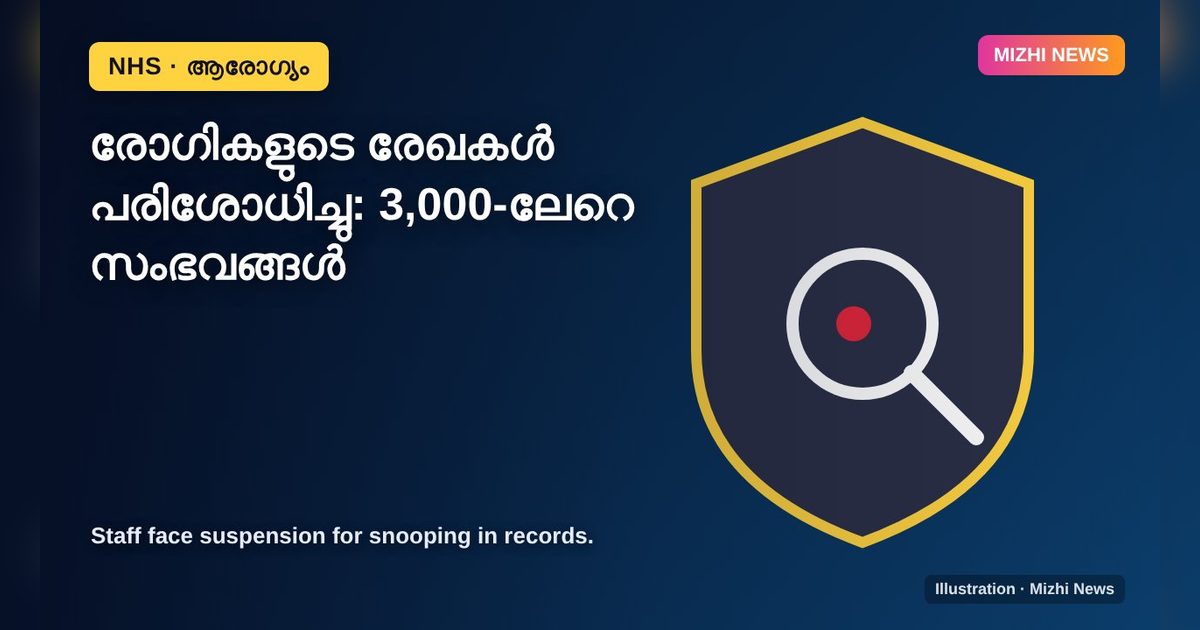 NHS · ആരോഗ്യം
MIZHI NEWS
രോഗികളുടെ രേഖകൾ
പരിശോധിച്ചു: 3,000-ലേറെ
സംഭവങ്ങൾ
Staff face suspension for snooping in records.
Illustration · Mizhi News